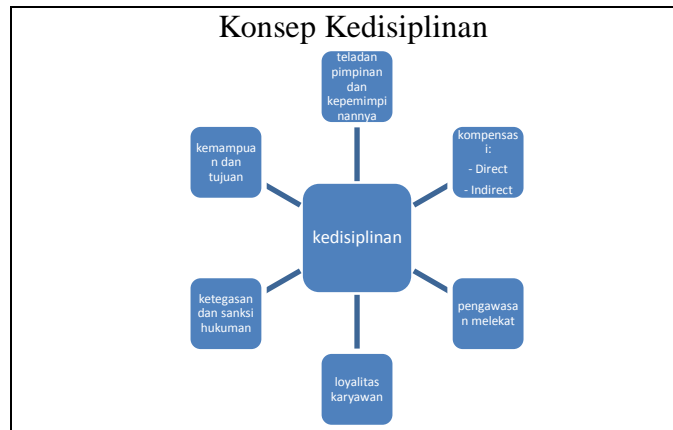 Konsep Kedisiplinan
teladan
pimpinan
dan
kepemimpi
nannya
kompensas
i:
- Direct
- Indirect
pengawasa
n melekat
loyalitas
karyawan
ketegasan
dan sanksi
hukuman
kemampua
n dan
tujuan
kedisiplinan